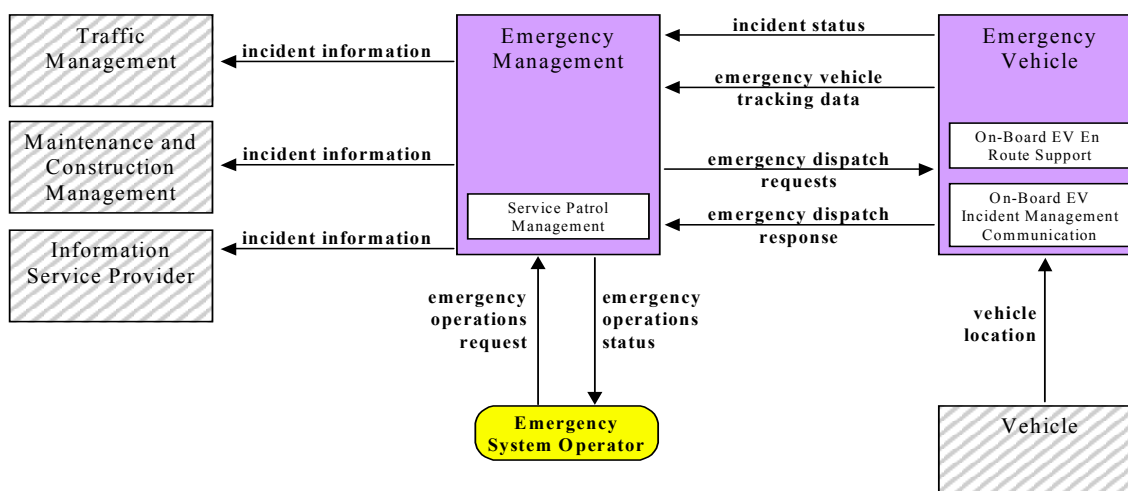 Traffic
Management
incident information
Emergency
Management
incident status
Emergency
Vehicle
emergency vehicle
tracking data
Maintenance and
Construction
Management
incident information
emergency dispatch
requests
On-Board EV En
Route Support
Service Patrol
Management
emergency dispatch
response
On-Board EV
Incident Management
Communication
Information
Service Provider
incident information
emergency
operations
request
emergency
operations
status
vehicle
location
Emergency
System Operator
Vehicle